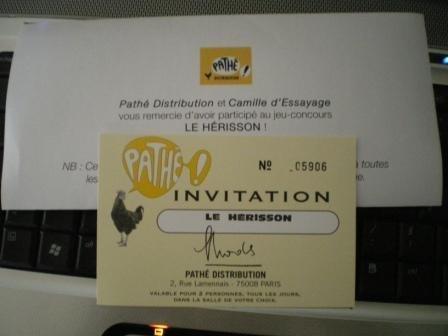 PATHÉ!
DISTRIBUTION
Pathé Distribution et Camille d'Essayage
vous remercie d'avoir participé au jeu-concours
LE HÉRISSON !
NB : Ce toutes
les
PATHÉ!
Nº 05906
INVITATION
LE HÉRISSON
PATHÉ DISTRIBUTION
2, Rue Lamennais - 75008 PARIS
VALABLE POUR 2 PERSONNES, TOUS LES JOURS,
DANS LA SALLE DE VOTRE CHOIX.